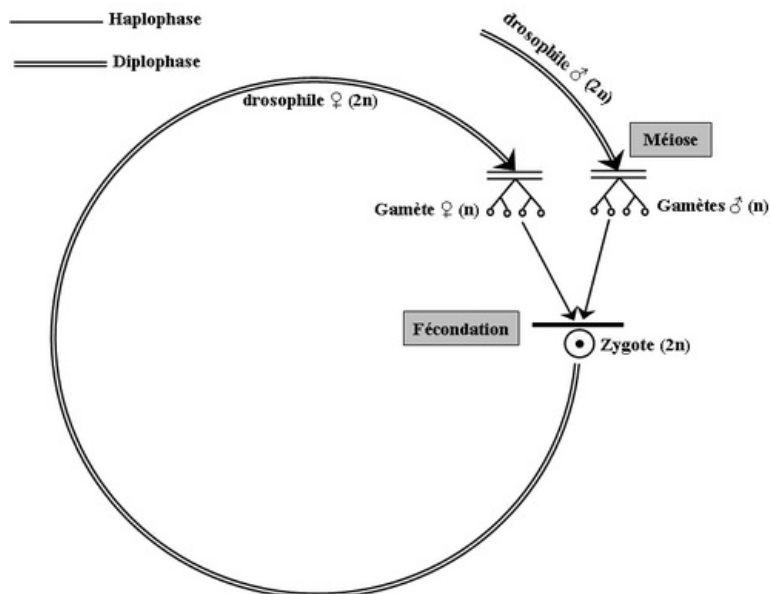 Haplophase
Diplophase
drosophile ♂ (2n)
drosophile ♀ (2n)
Méiose
Gamète ♀ (n)
Gamètes ♂ (n)
Fécondation
Zygote (2n)